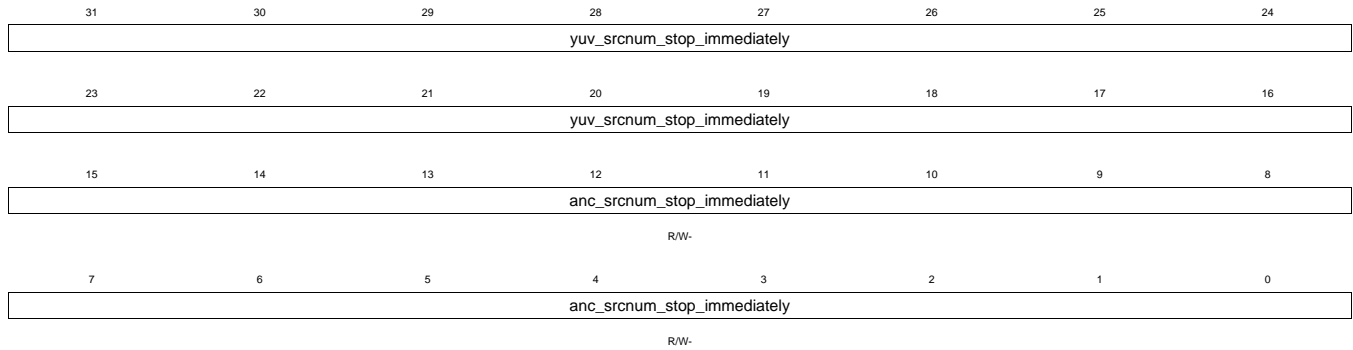 31 30 29 28 27 26 25 24
yuv_srcnum_stop_immediately
23 22 21 20 19 18 17 16
yuv_srcnum_stop_immediately
15 14 13 12 11 10 9 8
anc_srcnum_stop_immediately
R/W-
7 6 5 4 3 2 1 0
anc_srcnum_stop_immediately
R/W-